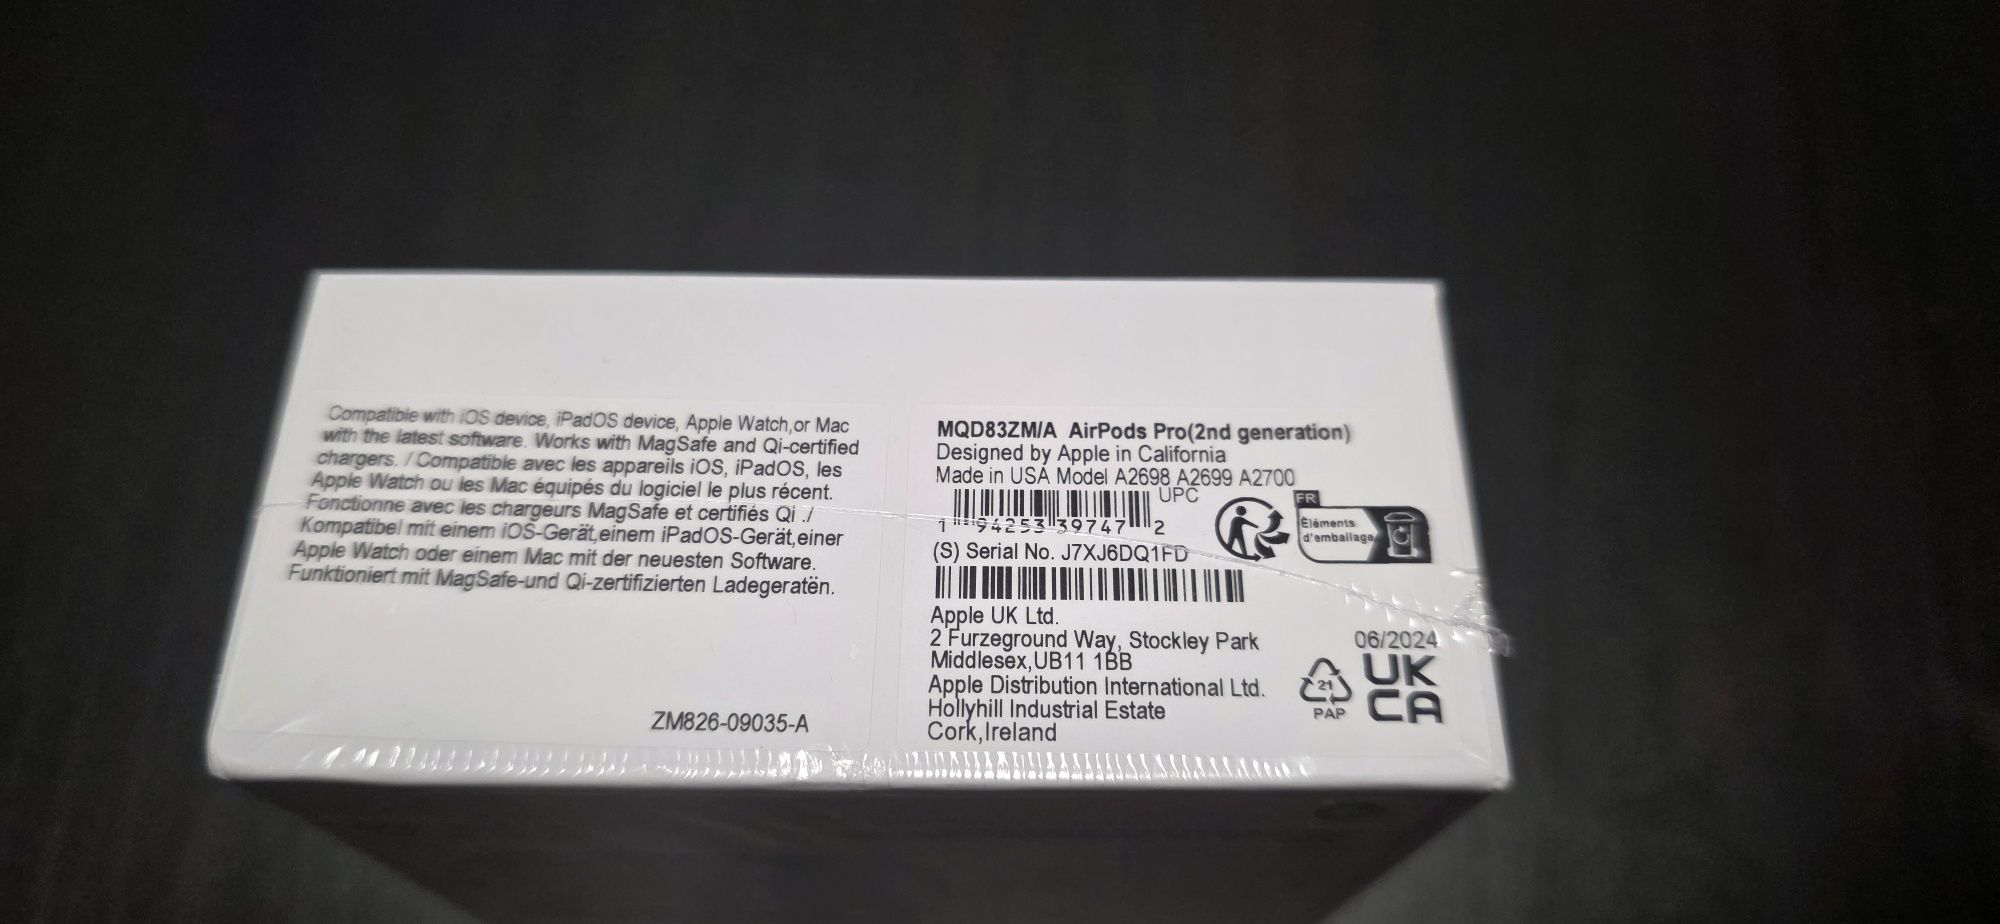 Compatible with iOS device, iPadOS device, Apple Watch,or Mac
with the latest software. Works with MagSafe and Qi-certified
chargers. / Compatible avec les appareils iOS, iPadOS, les
Apple Watch ou les Mac équipés du logiciel le plus récent.
Fonctionne avec les chargeurs MagSafe et certifiés Qi ./
Kompatibel mit einem iOS-Gerät,einem iPadOS-Gerät,einer
Apple Watch oder einem Mac mit der neuesten Software.
Funktioniert mit MagSafe-und Qi-zertifizierten Ladegeratën.
ZM826-09035-A
MQD83ZM/A AirPods Pro(2nd generation)
Designed by Apple in California
Made in USA Model A2698 A2699 A2700
UPC
1 94253 39747 2
(S) Serial No. J7XJ6DQ1FD
FR
Éléments
d'emballage
Apple UK Ltd.
2 Furzeground Way, Stockley Park
Middlesex,UB11 1BB
Apple Distribution International Ltd.
Hollyhill Industrial Estate
Cork,Ireland
06/2024
21
PAP
UK
CA